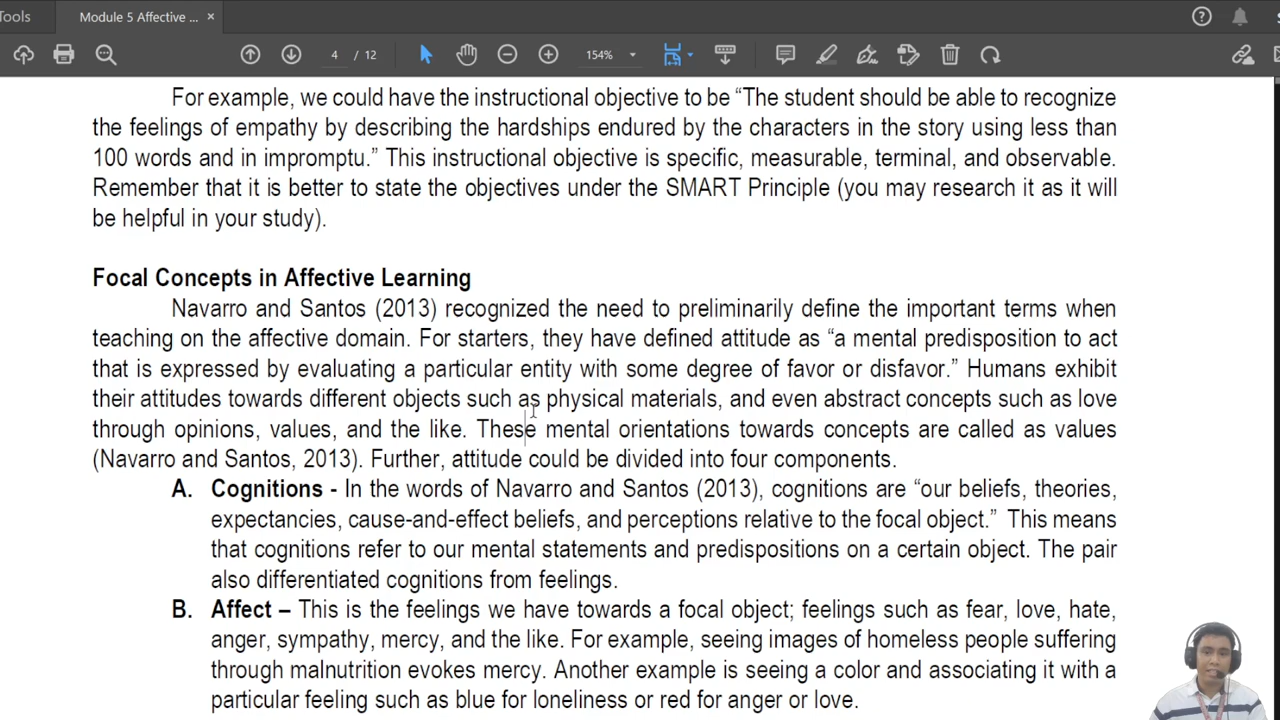 Tools
Module 5 Affective ... ×
4 / 12
154%
For example, we could have the instructional objective to be “The student should be able to recognize
the feelings of empathy by describing the hardships endured by the characters in the story using less than
100 words and in impromptu.” This instructional objective is specific, measurable, terminal, and observable.
Remember that it is better to state the objectives under the SMART Principle (you may research it as it will
be helpful in your study).
Focal Concepts in Affective Learning
Navarro and Santos (2013) recognized the need to preliminarily define the important terms when
teaching on the affective domain. For starters, they have defined attitude as “a mental predisposition to act
that is expressed by evaluating a particular entity with some degree of favor or disfavor.” Humans exhibit
their attitudes towards different objects such as physical materials, and even abstract concepts such as love
through opinions, values, and the like. These mental orientations towards concepts are called as values
(Navarro and Santos, 2013). Further, attitude could be divided into four components.
A. Cognitions - In the words of Navarro and Santos (2013), cognitions are “our beliefs, theories,
expectancies, cause-and-effect beliefs, and perceptions relative to the focal object.” This means
that cognitions refer to our mental statements and predispositions on a certain object. The pair
also differentiated cognitions from feelings.
B. Affect – This is the feelings we have towards a focal object; feelings such as fear, love, hate,
anger, sympathy, mercy, and the like. For example, seeing images of homeless people suffering
through malnutrition evokes mercy. Another example is seeing a color and associating it with a
particular feeling such as blue for loneliness or red for anger or love.